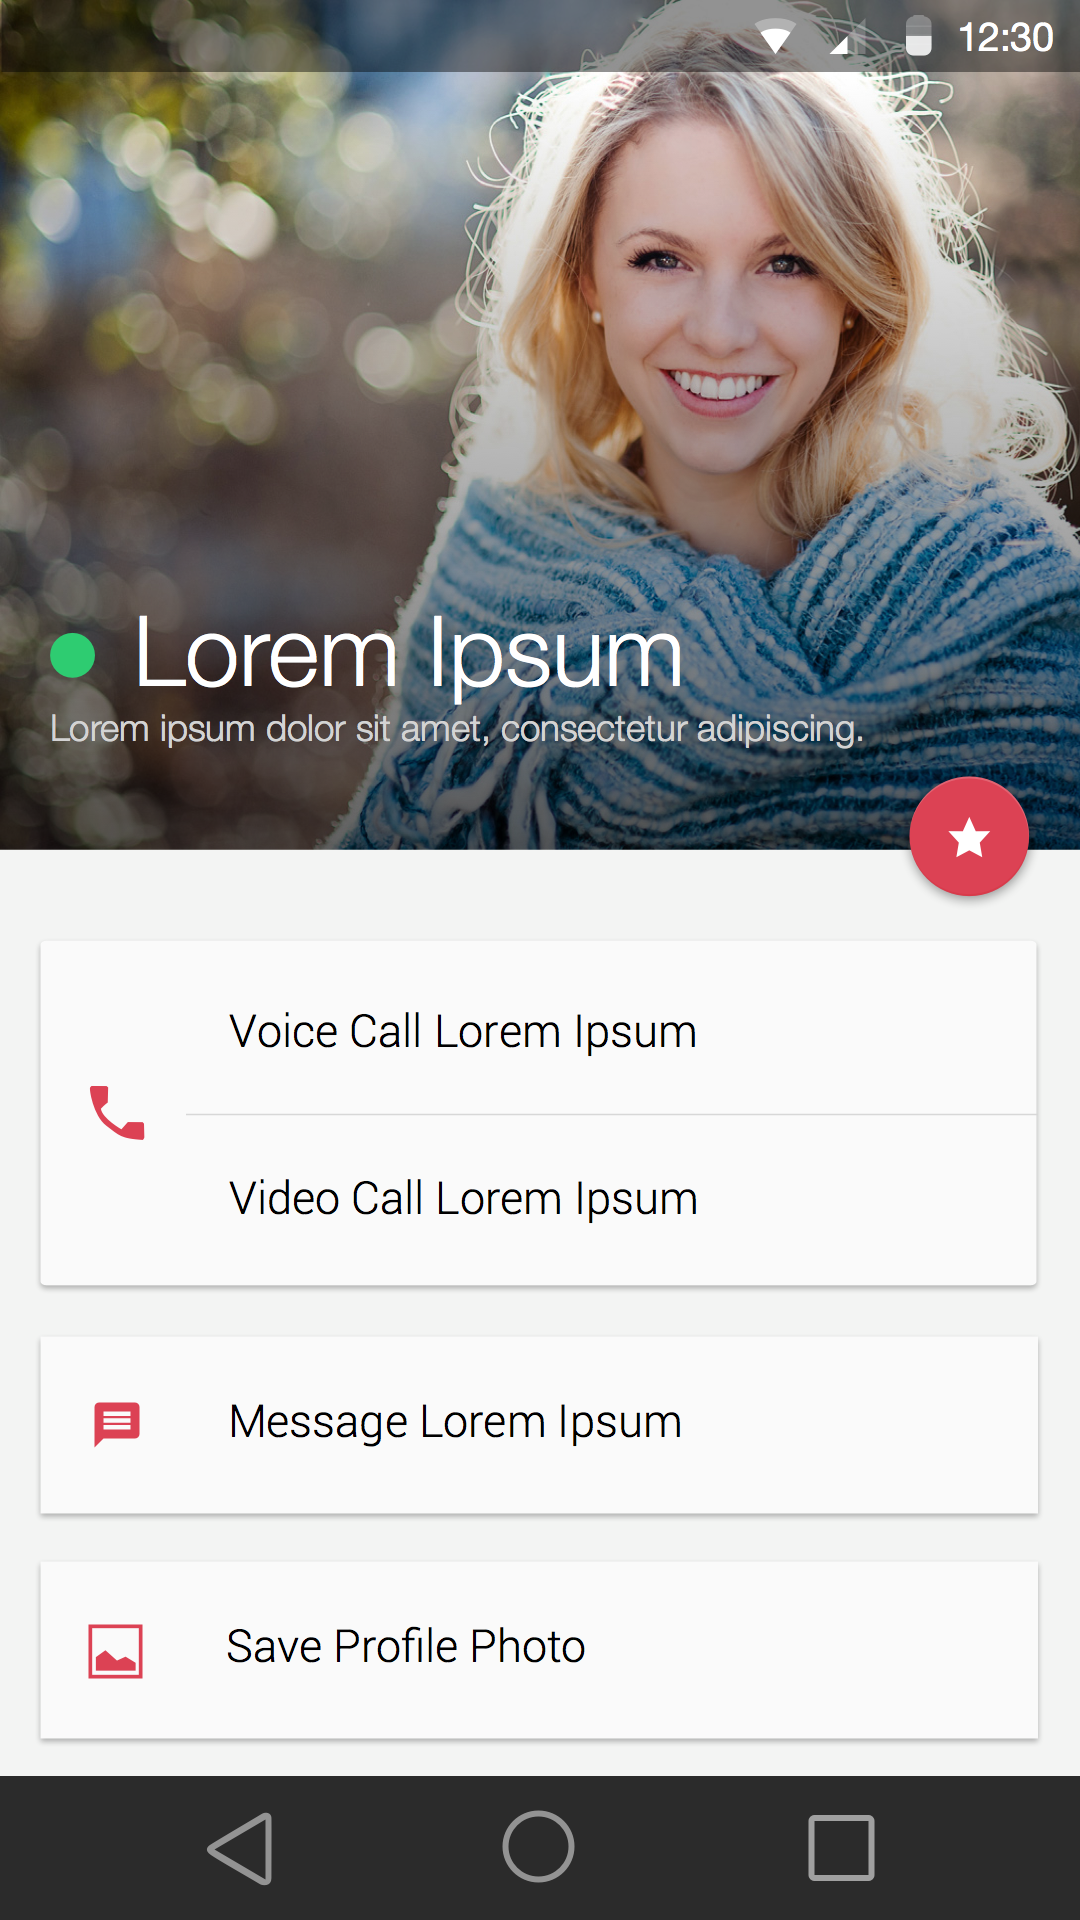 12:30
Lorem Ipsum
Lorem ipsum dolor sit amet, consectetur adipiscing.
Voice Call Lorem Ipsum
Video Call Lorem Ipsum
Message Lorem Ipsum
Save Profile Photo